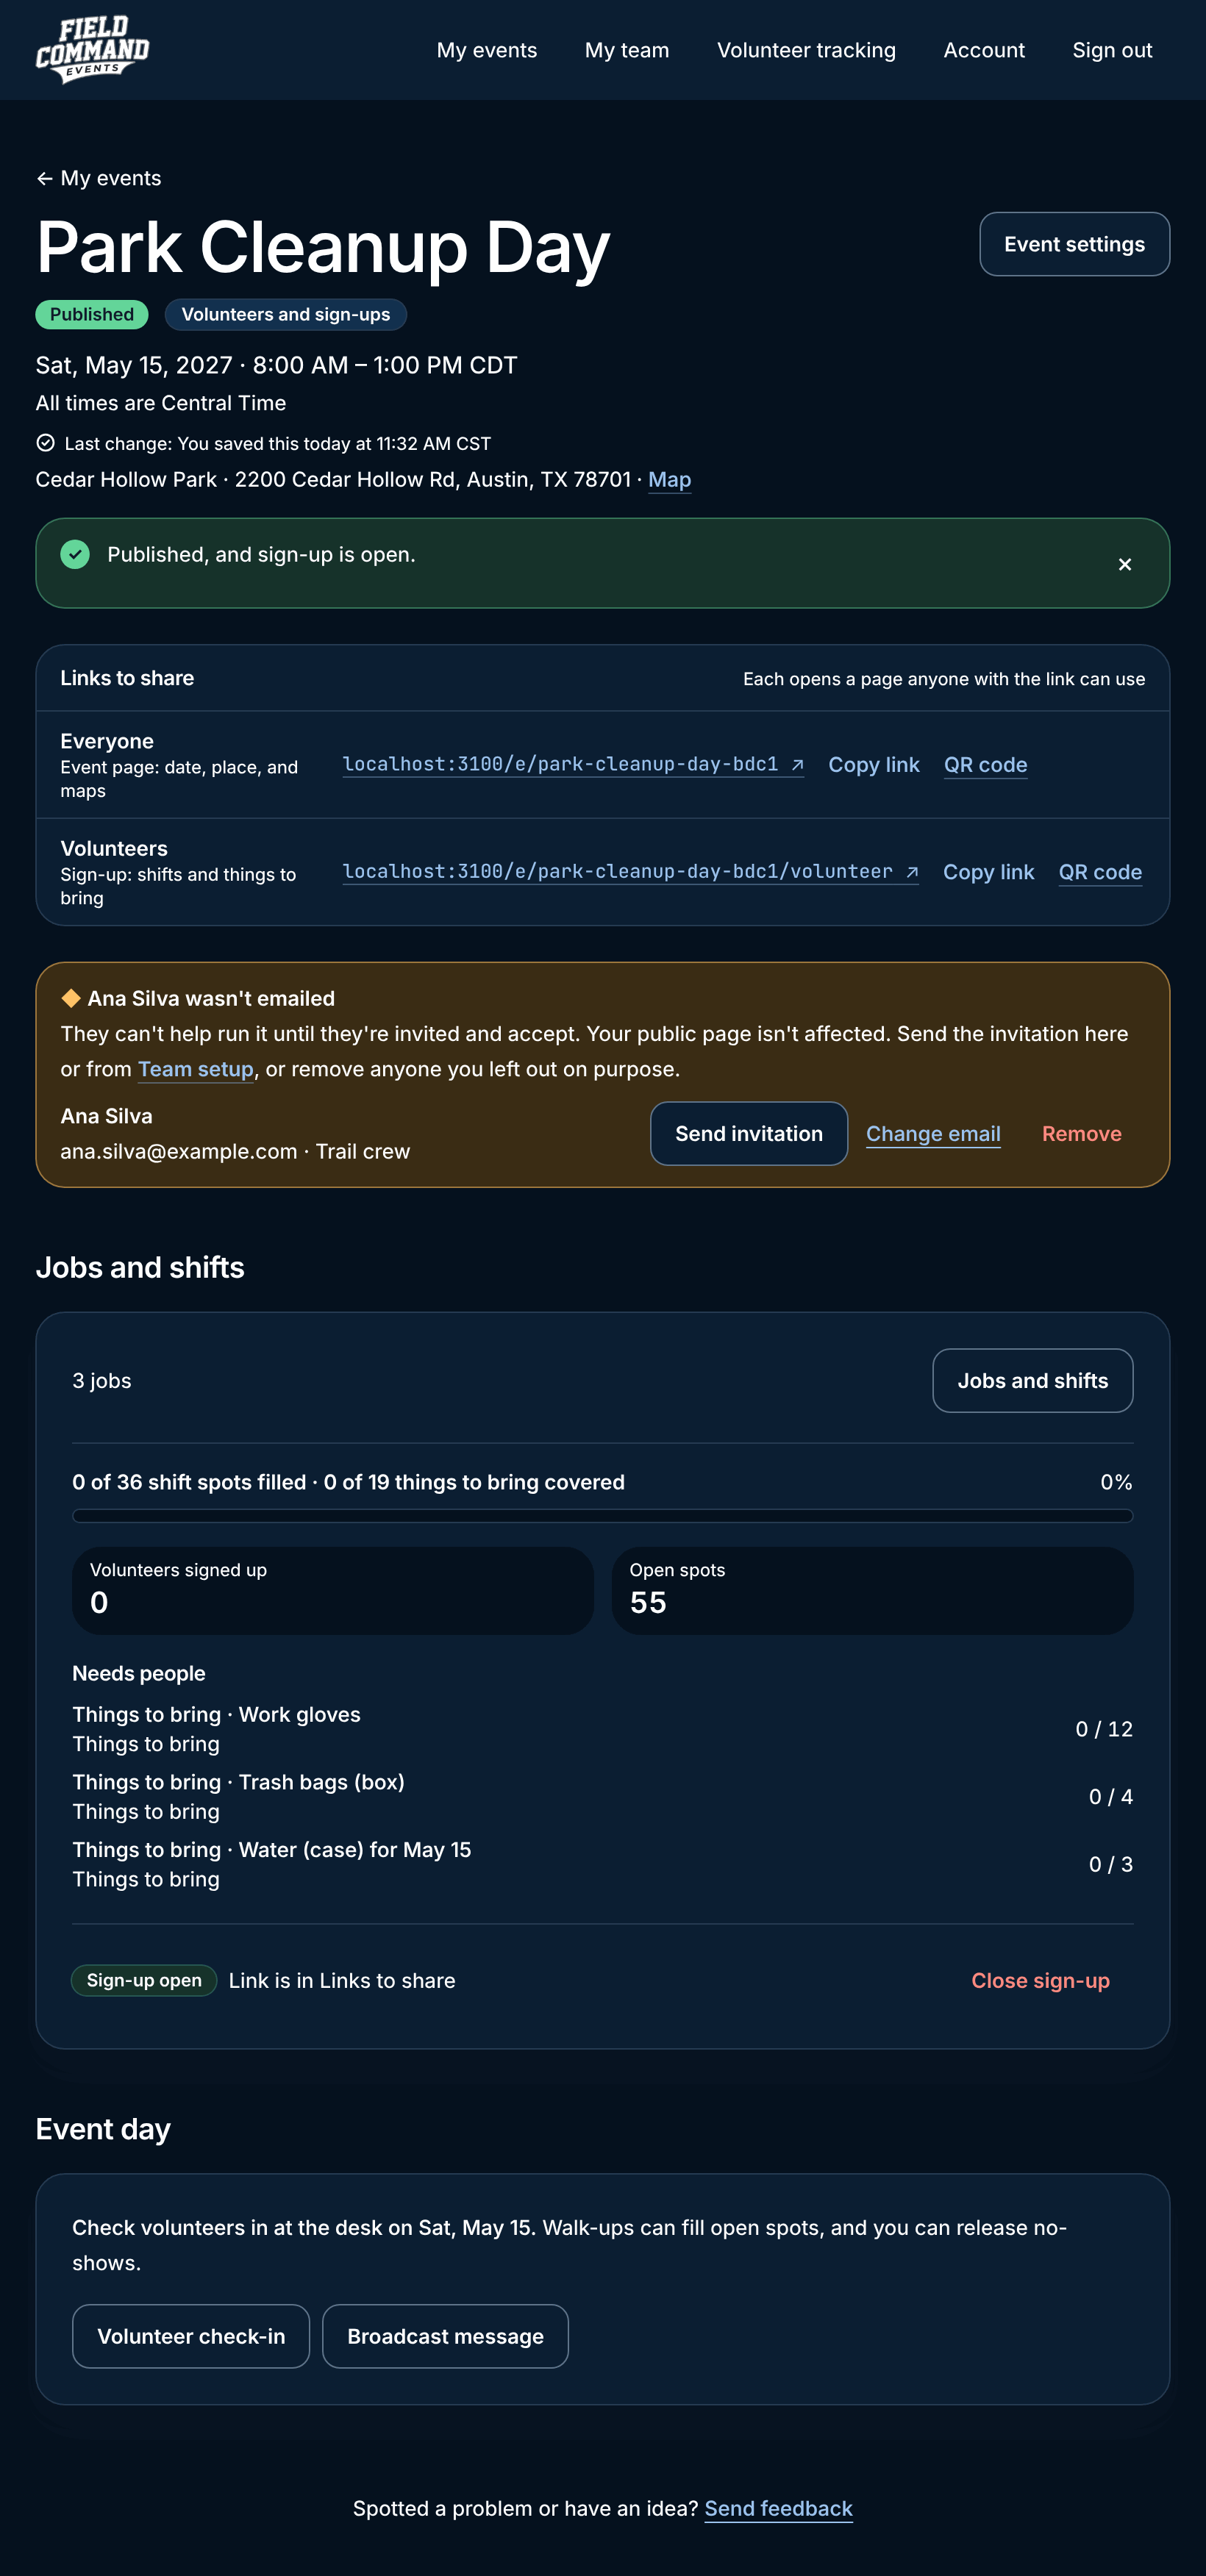 FIELD
COMMAND
EVENTS
My events
My team
Volunteer tracking
Account
Sign out
← My events
Park Cleanup Day
Event settings
Published
Volunteers and sign-ups
Sat, May 15, 2027 · 8:00 AM – 1:00 PM CDT
All times are Central Time
Last change: You saved this today at 11:32 AM CST
Cedar Hollow Park · 2200 Cedar Hollow Rd, Austin, TX 78701 · Map
Published, and sign-up is open.
×
Links to share
Each opens a page anyone with the link can use
Everyone
Event page: date, place, and
maps
localhost:3100/e/park-cleanup-day-bdc1 ↗
Copy link
QR code
Volunteers
Sign-up: shifts and things to
bring
localhost:3100/e/park-cleanup-day-bdc1/volunteer ↗
Copy link
QR code
Ana Silva wasn't emailed
They can't help run it until they're invited and accept. Your public page isn't affected. Send the invitation here
or from Team setup, or remove anyone you left out on purpose.
Ana Silva
ana.silva@example.com · Trail crew
Send invitation
Change email
Remove
Jobs and shifts
3 jobs
Jobs and shifts
0 of 36 shift spots filled · 0 of 19 things to bring covered
0%
Volunteers signed up
0
Open spots
55
Needs people
Things to bring · Work gloves
Things to bring
0 / 12
Things to bring · Trash bags (box)
Things to bring
0 / 4
Things to bring · Water (case) for May 15
Things to bring
0 / 3
Sign-up open
Link is in Links to share
Close sign-up
Event day
Check volunteers in at the desk on Sat, May 15. Walk-ups can fill open spots, and you can release no-
shows.
Volunteer check-in
Broadcast message
Spotted a problem or have an idea? Send feedback